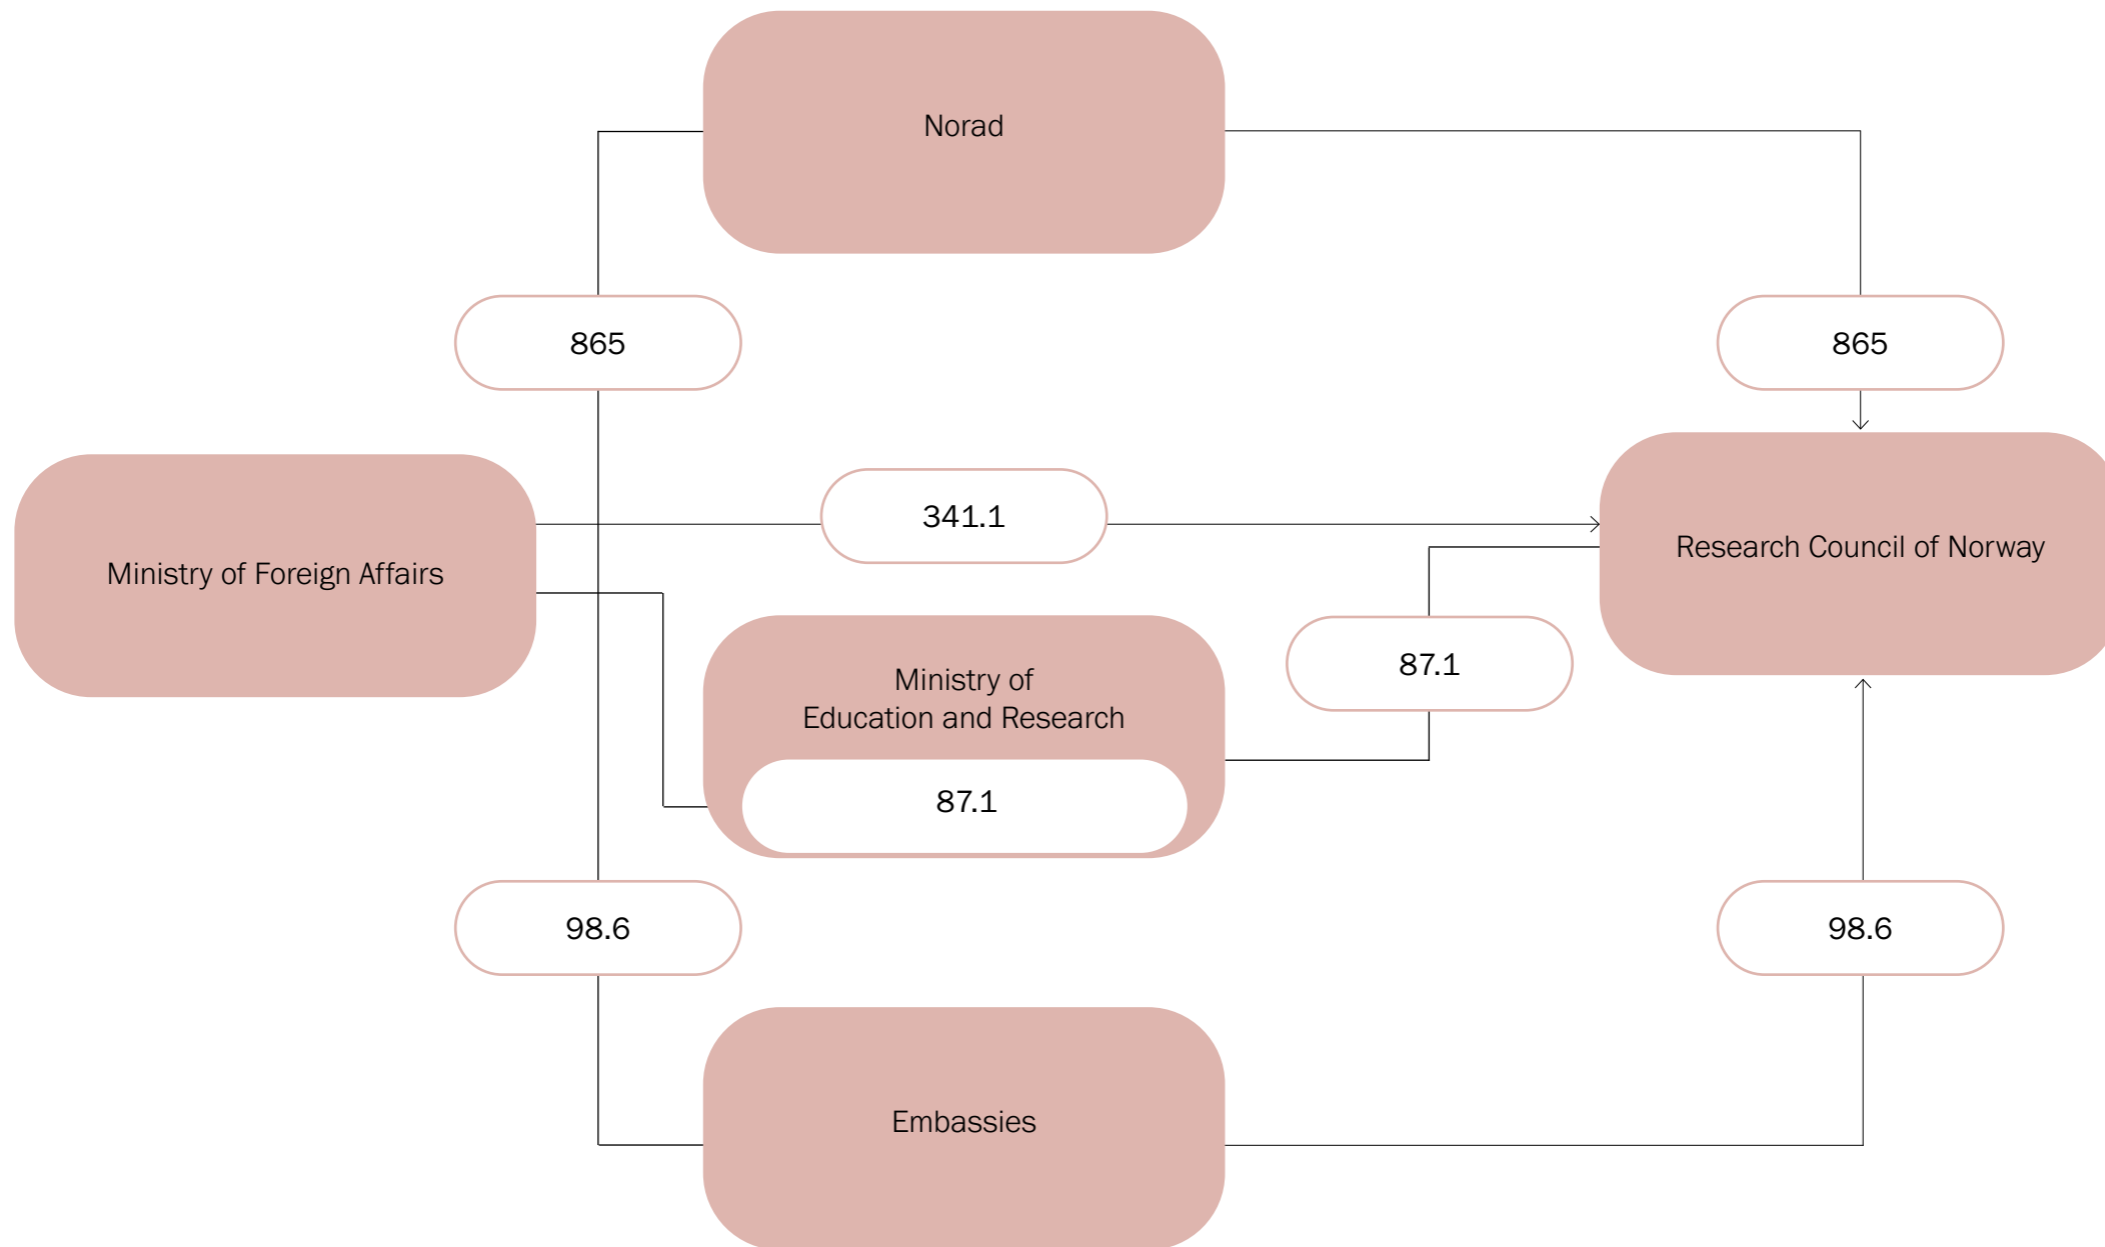 Norad
865
865
341.1
Ministry of Foreign Affairs
Research Council of Norway
87.1
Ministry of
Education and Research
87.1
98.6
98.6
Embassies